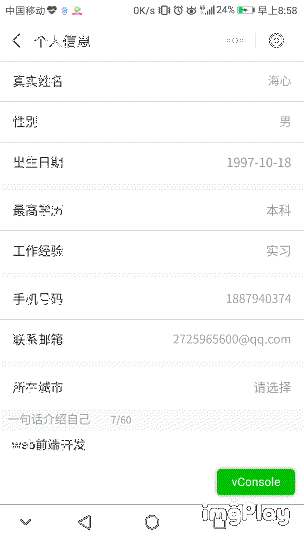 中国移动 0K/s 24% 早上8:58
个人信息
真实姓名 海心
性别 男
出生日期 1997-10-18
最高学历 本科
工作经验 实习
手机号码 1887940374
联系邮箱 2725965600@qq.com
所在城市 请选择
一句话介绍自己 7/60
web前端开发
vConsole
imgPlay